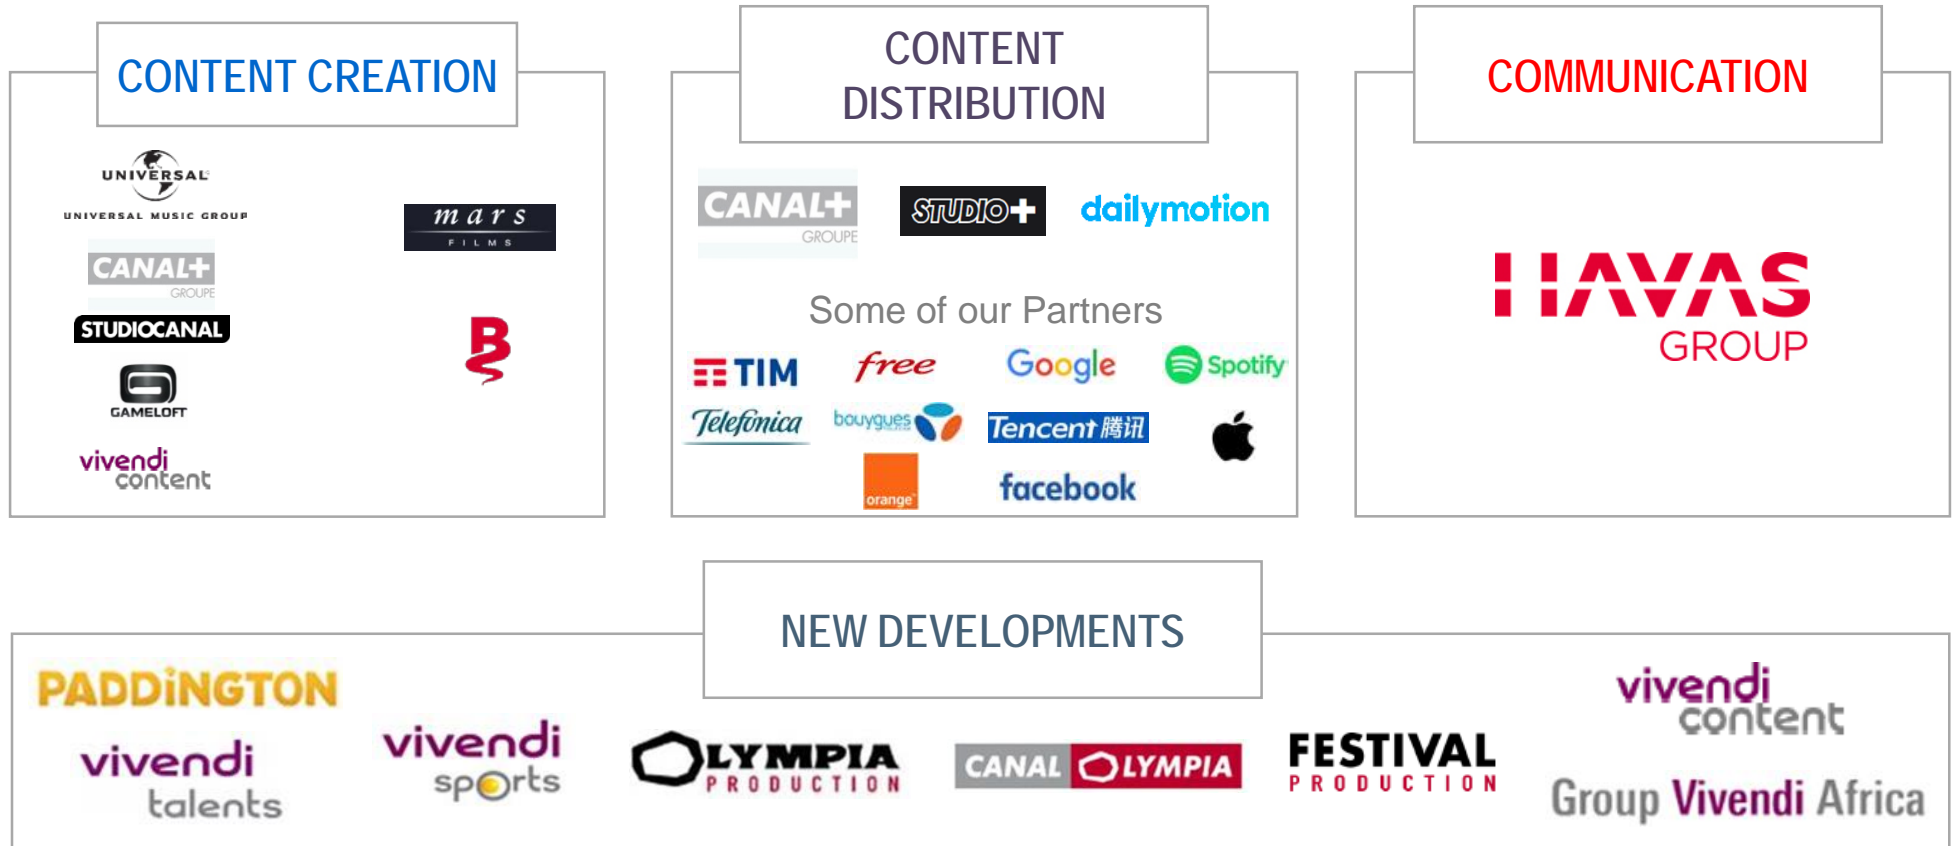 CONTENT CREATION
UNIVERSAL
UNIVERSAL MUSIC GROUP
CANAL+
GROUPE
STUDIOCANAL
GAMELOFT
vivendi
content
mars
FILMS
B
CONTENT
DISTRIBUTION
CANAL+
GROUPE
STUDIO+
dailymotion
Some of our Partners
TIM
free
Google
Spotify
Telefónica
bouygues
Tencent 腾讯
orange
facebook
COMMUNICATION
HAVAS
GROUP
NEW DEVELOPMENTS
PADDiNGTON
vivendi
talents
vivendi
sports
OLYMPIA
PRODUCTION
CANAL OLYMPIA
FESTIVAL
PRODUCTION
vivendi
content
Group Vivendi Africa